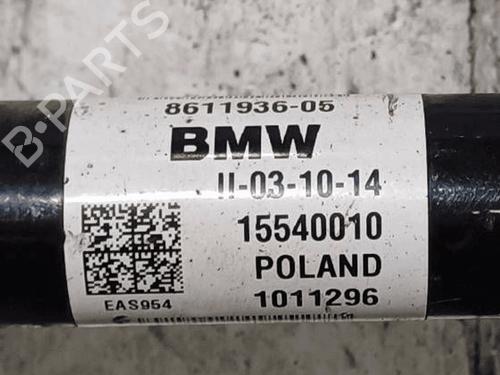 B-PARTS
8611936-05
BMW
II-03-10-14
15540010
POLAND
EAS954
1011296